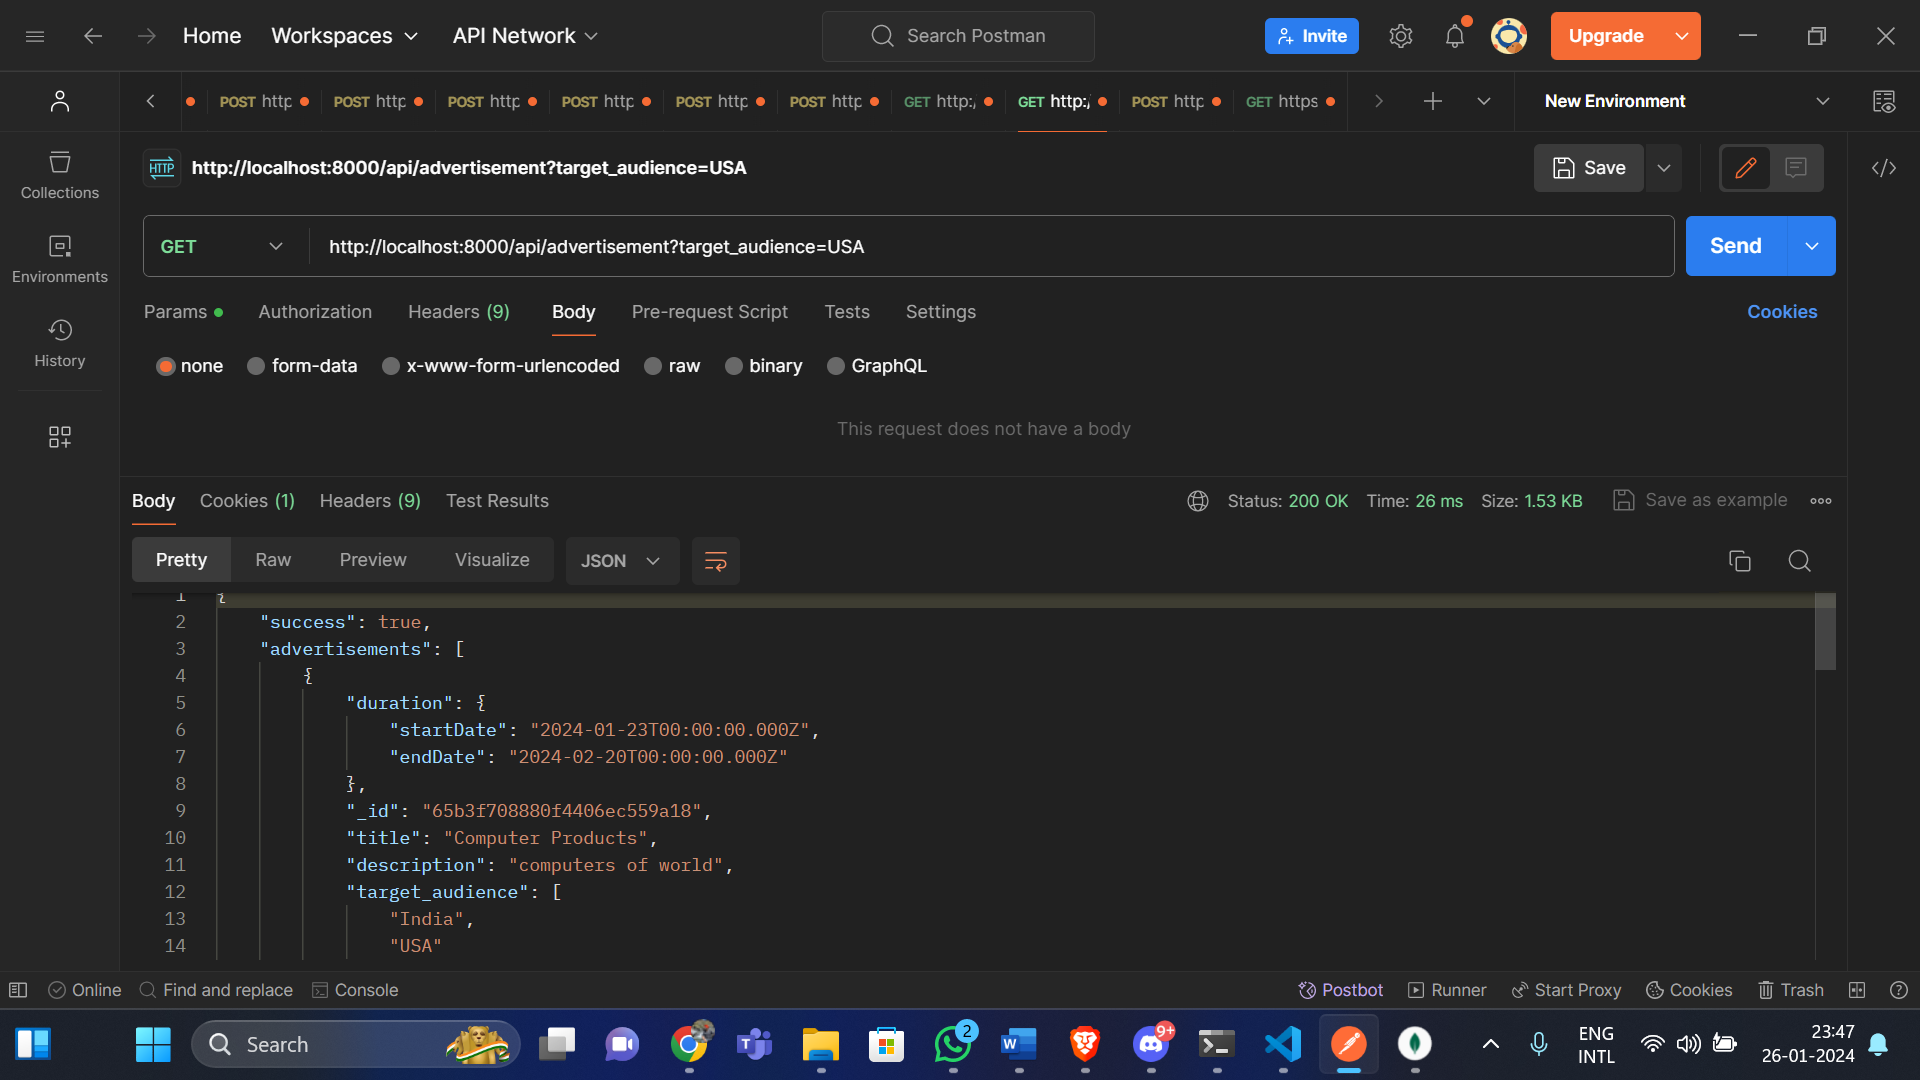 Home Workspaces API Network Search Postman Invite Upgrade
POST http POST http POST http POST http POST http POST http GET http:/ GET http:/ POST http GET https New Environment
HTTP http://localhost:8000/api/advertisement?target_audience=USA Save
GET http://localhost:8000/api/advertisement?target_audience=USA Send
Collections
Environments
History
Params Authorization Headers (9) Body Pre-request Script Tests Settings Cookies
none form-data x-www-form-urlencoded raw binary GraphQL
This request does not have a body
Body Cookies (1) Headers (9) Test Results Status: 200 OK Time: 26 ms Size: 1.53 KB Save as example
Pretty Raw Preview Visualize JSON
1 {
2 "success": true,
3 "advertisements": [
4 {
5 "duration": {
6 "startDate": "2024-01-23T00:00:00.000Z",
7 "endDate": "2024-02-20T00:00:00.000Z"
8 },
9 "_id": "65b3f708880f4406ec559a18",
10 "title": "Computer Products",
11 "description": "computers of world",
12 "target_audience": [
13 "India",
14 "USA"
Online Find and replace Console Postbot Runner Start Proxy Cookies Trash
Search 2 9+ ENG 23:47
INTL 26-01-2024